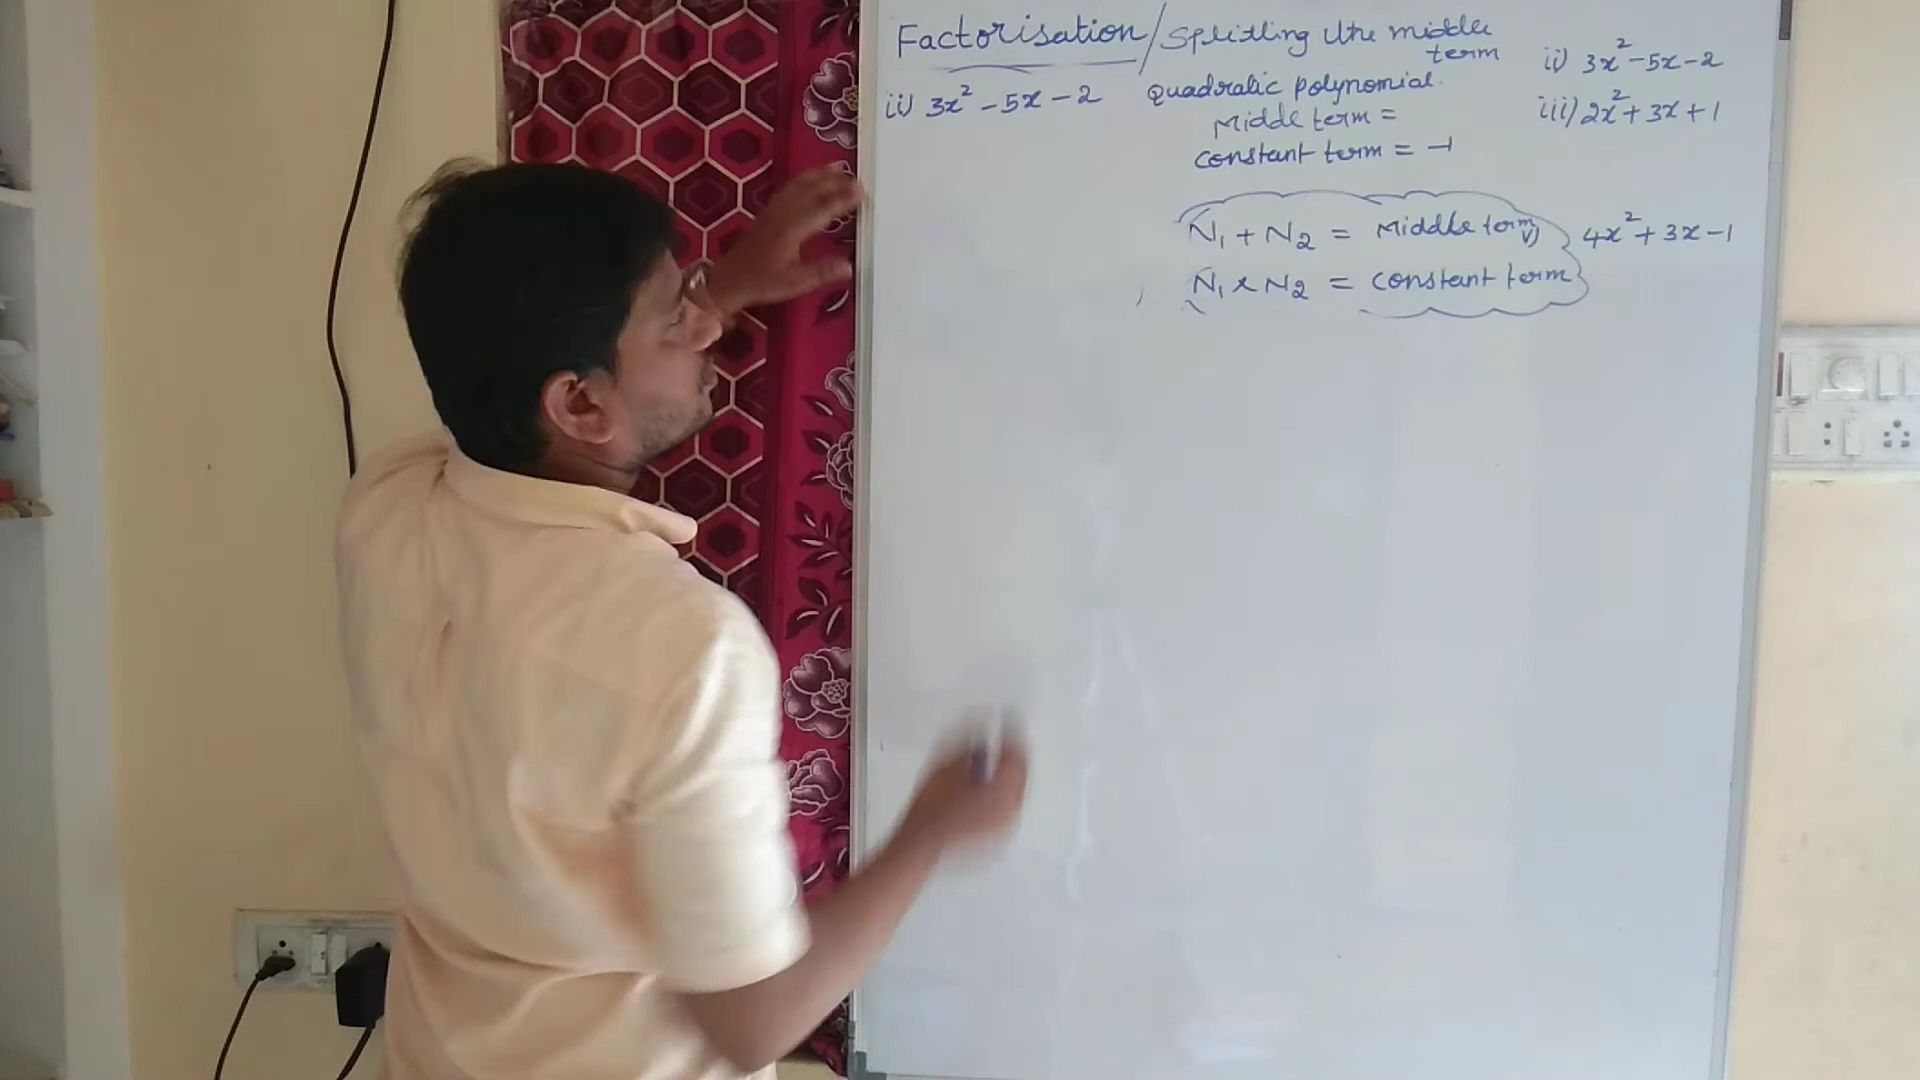 Factorisation / Splitting the middle term
ii) 3x² - 5x - 2
Quadratic polynomial.
Middle term =
constant term = -1
N₁ + N₂ = Middle term
N₁ x N₂ = constant term
ii) 3x² - 5x - 2
iii) 2x² + 3x + 1
v) 4x² + 3x - 1